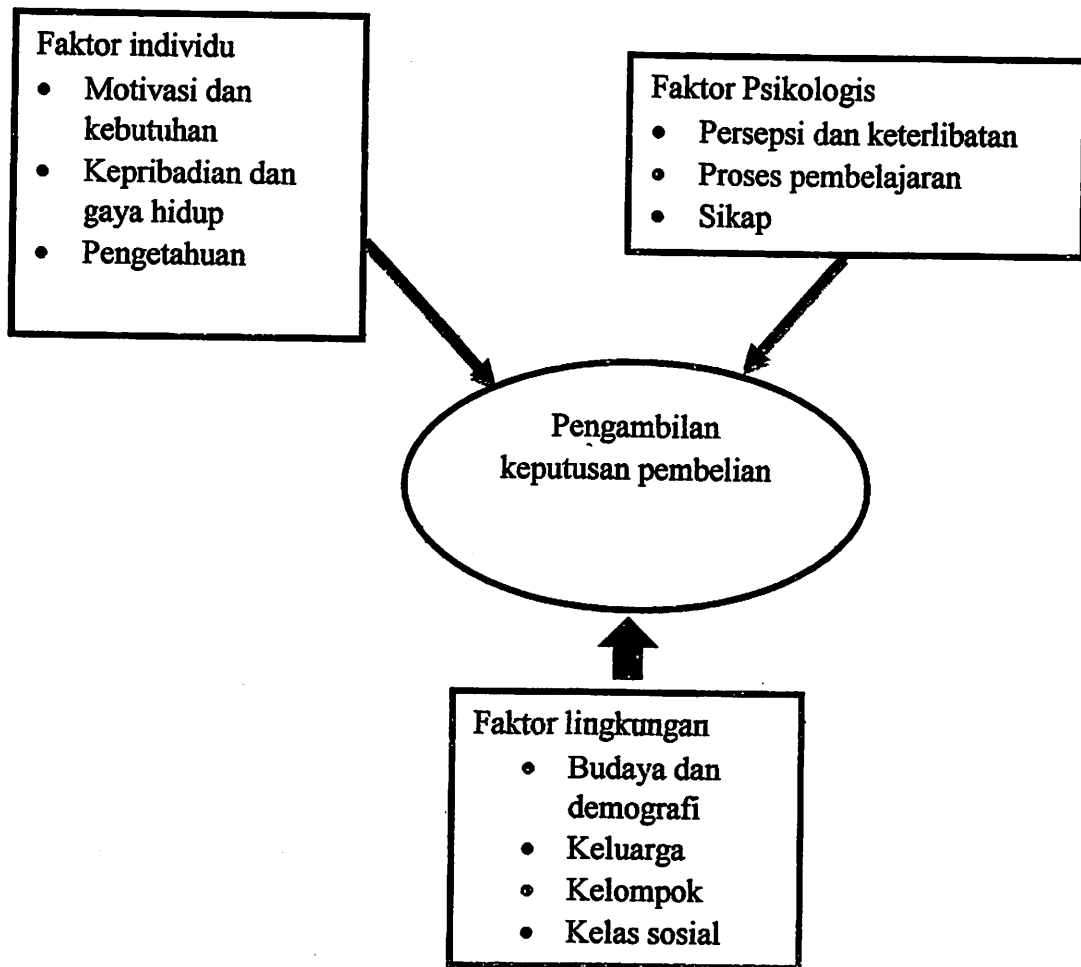 Faktor individu
• Motivasi dan
kebutuhan
• Kepribadian dan
gaya hidup
• Pengetahuan
Faktor Psikologis
• Persepsi dan keterlibatan
• Proses pembelajaran
• Sikap
Pengambilan
keputusan pembelian
Faktor lingkungan
• Budaya dan
demografi
• Keluarga
• Kelompok
• Kelas sosial